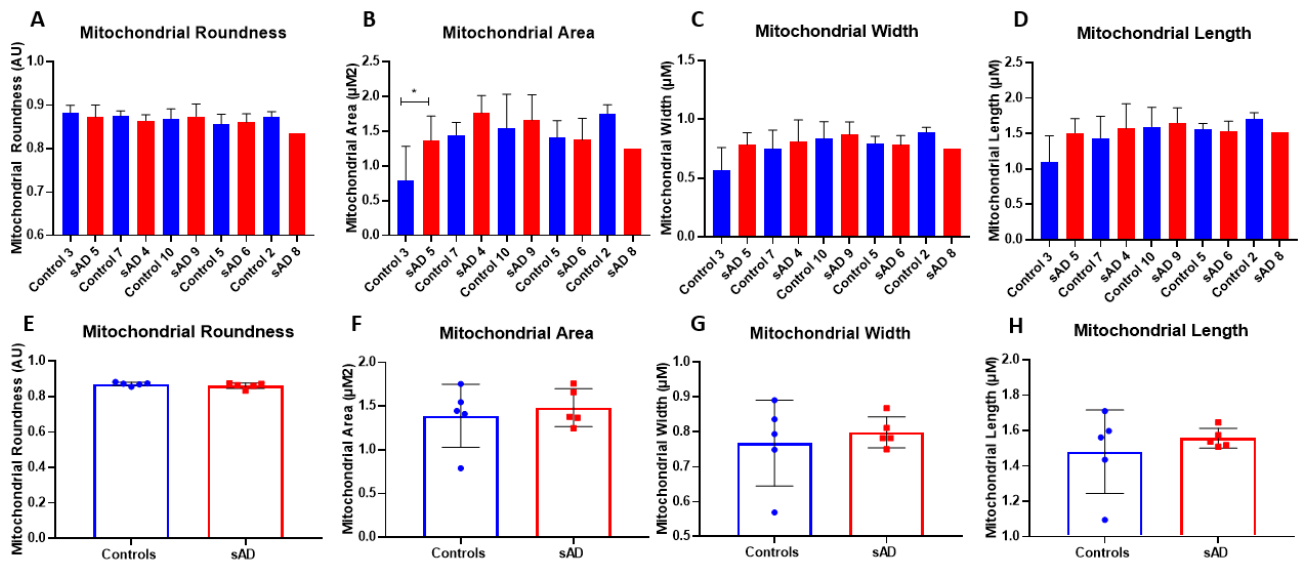 A
Mitochondrial Roundness
Mitochondrial Roundness (AU)
1.0
0.9
0.8
0.7
0.6
Control 3
sAD 5
Control 7
sAD 4
Control 10
sAD 9
Control 5
sAD 6
Control 2
sAD 8
B
Mitochondrial Area
Mitochondrial Area (µM2)
2.5
2.0
1.5
1.0
0.5
0.0
*
Control 3
sAD 5
Control 7
sAD 4
Control 10
sAD 9
Control 5
sAD 6
Control 2
sAD 8
C
Mitochondrial Width
Mitochondrial Width (µM)
1.5
1.0
0.5
0.0
Control 3
sAD 5
Control 7
sAD 4
Control 10
sAD 9
Control 5
sAD 6
Control 2
sAD 8
D
Mitochondrial Length
Mitochondrial Length (µM)
2.5
2.0
1.5
1.0
0.5
0.0
Control 3
sAD 5
Control 7
sAD 4
Control 10
sAD 9
Control 5
sAD 6
Control 2
sAD 8
E
Mitochondrial Roundness
Mitochondrial Roundness (AU)
1.0
0.8
0.6
0.4
0.2
0.0
Controls
sAD
F
Mitochondrial Area
Mitochondrial Area (µM2)
2.0
1.5
1.0
0.5
0.0
Controls
sAD
G
Mitochondrial Width
Mitochondrial Width (µM)
1.0
0.9
0.8
0.7
0.6
0.5
Controls
sAD
H
Mitochondrial Length
Mitochondrial Length (µM)
2.0
1.8
1.6
1.4
1.2
1.0
Controls
sAD